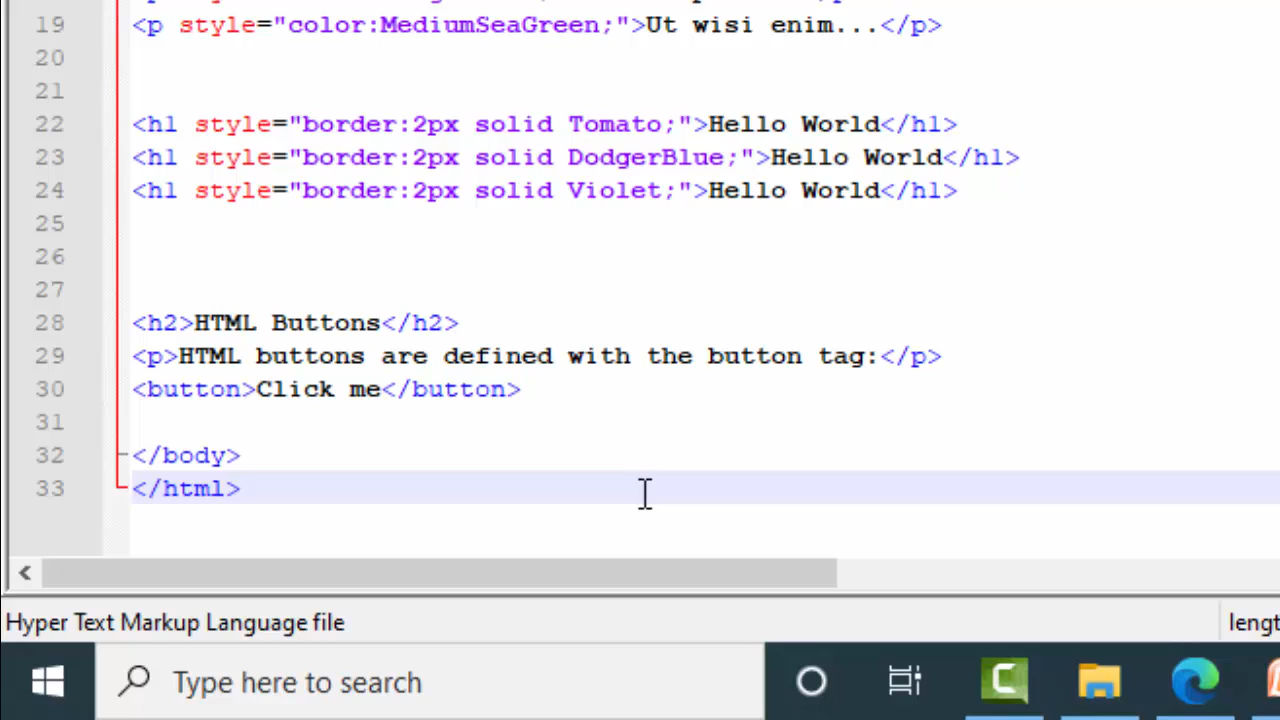 19 <p style="color:MediumSeaGreen;">Ut wisi enim...</p>
20
21
22 <h1 style="border:2px solid Tomato;">Hello World</h1>
23 <h1 style="border:2px solid DodgerBlue;">Hello World</h1>
24 <h1 style="border:2px solid Violet;">Hello World</h1>
25
26
27
28 <h2>HTML Buttons</h2>
29 <p>HTML buttons are defined with the button tag:</p>
30 <button>Click me</button>
31
32 </body>
33 </html>
Hyper Text Markup Language file
lengt
Type here to search